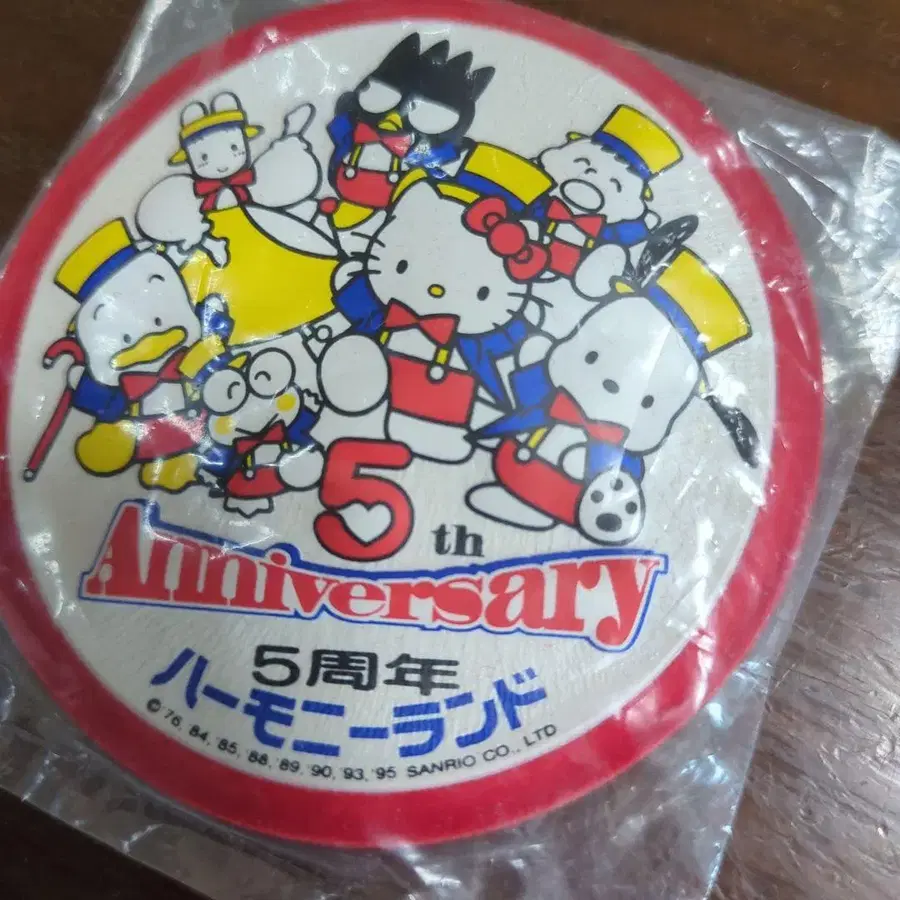 5th
Anniversary
5周年
ハーモニーランド
© '76, '84, '85, '88, '89, '90, '93, '95 SANRIO CO., LTD